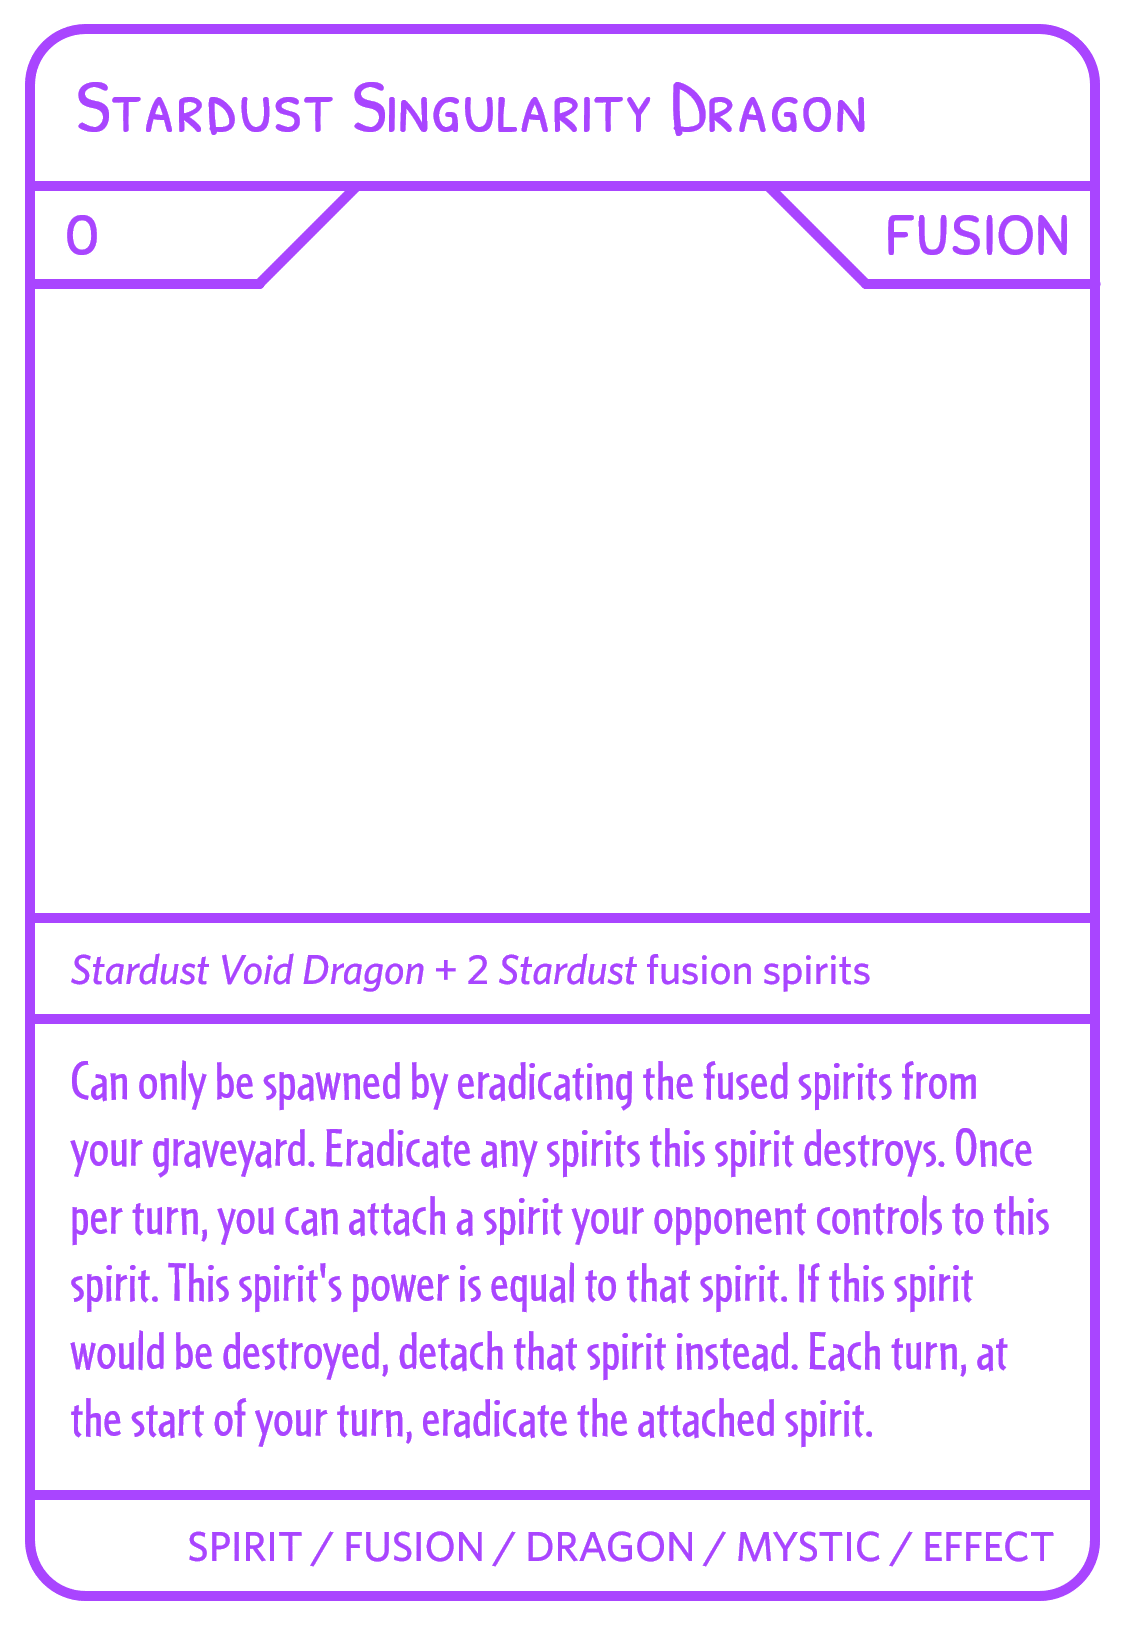 Stardust Singularity Dragon
0
FUSION
Stardust Void Dragon + 2 Stardust fusion spirits
Can only be spawned by eradicating the fused spirits from
your graveyard. Eradicate any spirits this spirit destroys. Once
per turn, you can attach a spirit your opponent controls to this
spirit. This spirit's power is equal to that spirit. If this spirit
would be destroyed, detach that spirit instead. Each turn, at
the start of your turn, eradicate the attached spirit.
SPIRIT / FUSION / DRAGON / MYSTIC / EFFECT